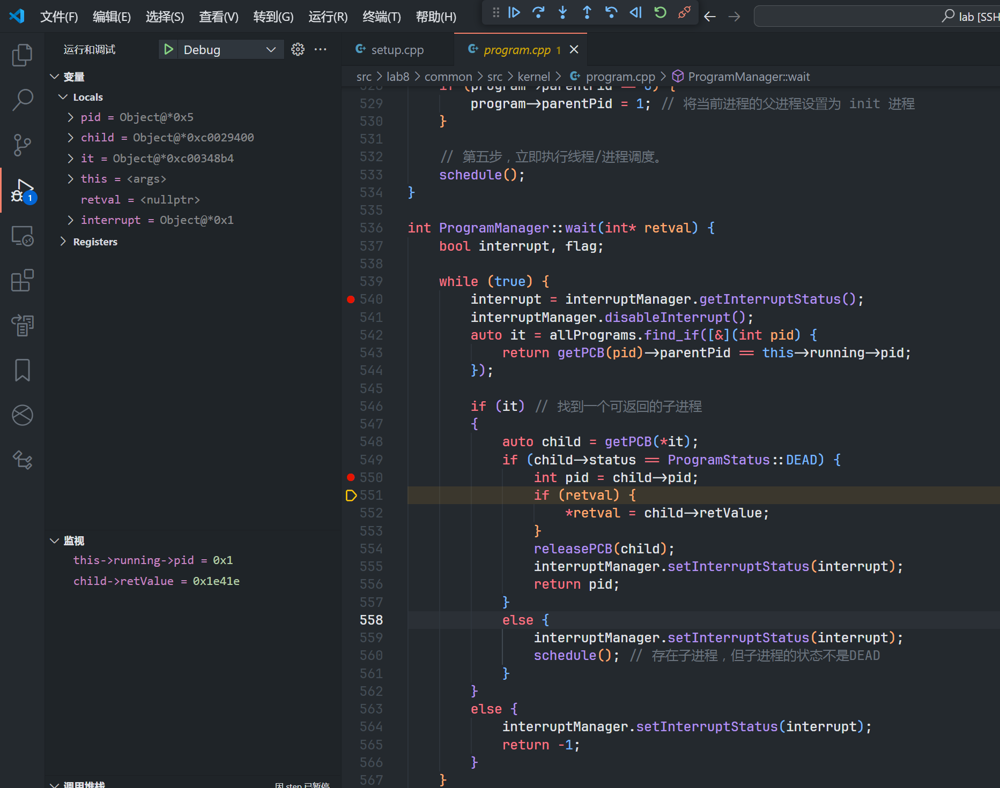 文件(F) 编辑(E) 选择(S) 查看(V) 转到(G) 运行(R) 终端(T) 帮助(H) lab [SSH
运行和调试 Debug
变量
Locals
pid = Object@*0x5
child = Object@*0xc0029400
it = Object@*0xc00348b4
this = <args>
retval = <nullptr>
interrupt = Object@*0x1
Registers
1
监视
this->running->pid = 0x1
child->retValue = 0x1e41e
调用堆栈 因 step 已暂停
setup.cpp program.cpp 1
src > lab8 > common > src > kernel > program.cpp > ProgramManager::wait
528 if (program->parentPid == 0) {
529 program->parentPid = 1; // 将当前进程的父进程设置为 init 进程
530 }
531
532 // 第五步，立即执行线程/进程调度。
533 schedule();
534 }
535
536 int ProgramManager::wait(int* retval) {
537 bool interrupt, flag;
538
539 while (true) {
540 interrupt = interruptManager.getInterruptStatus();
541 interruptManager.disableInterrupt();
542 auto it = allPrograms.find_if([&](int pid) {
543 return getPCB(pid)->parentPid == this->running->pid;
544 });
545
546 if (it) // 找到一个可返回的子进程
547 {
548 auto child = getPCB(*it);
549 if (child->status == ProgramStatus::DEAD) {
550 int pid = child->pid;
551 if (retval) {
552 *retval = child->retValue;
553 }
554 releasePCB(child);
555 interruptManager.setInterruptStatus(interrupt);
556 return pid;
557 }
558 else {
559 interruptManager.setInterruptStatus(interrupt);
560 schedule(); // 存在子进程，但子进程的状态不是DEAD
561 }
562 }
563 else {
564 interruptManager.setInterruptStatus(interrupt);
565 return -1;
566 }
567 }